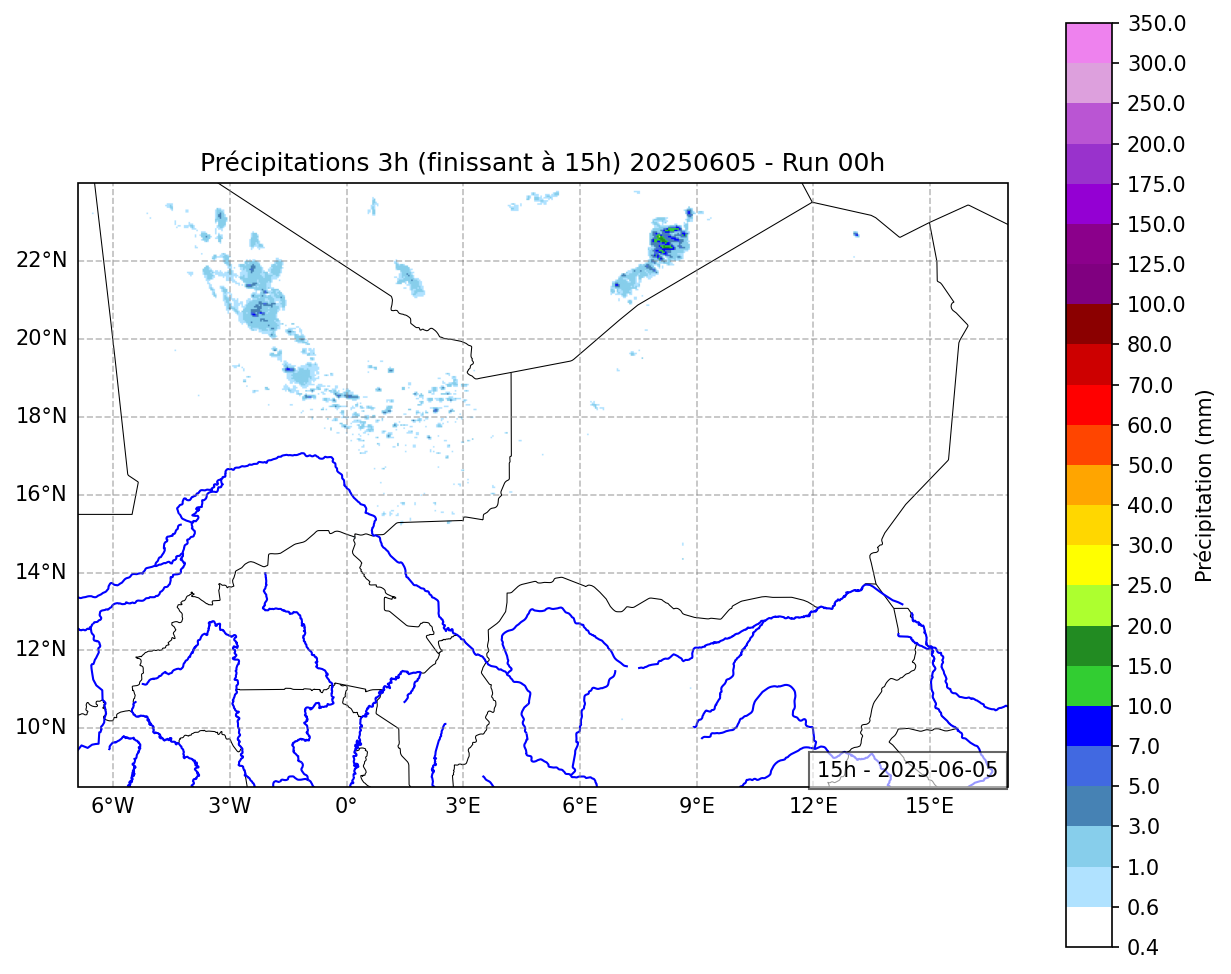 Précipitations 3h (finissant à 15h) 20250605 - Run 00h
22°N
20°N
18°N
16°N
14°N
12°N
10°N
6°W
3°W
0°
3°E
6°E
9°E
12°E
15°E
15h - 2025-06-05
350.0
300.0
250.0
200.0
175.0
150.0
125.0
100.0
80.0
70.0
60.0
50.0
40.0
30.0
25.0
20.0
15.0
10.0
7.0
5.0
3.0
1.0
0.6
0.4
Précipitation (mm)